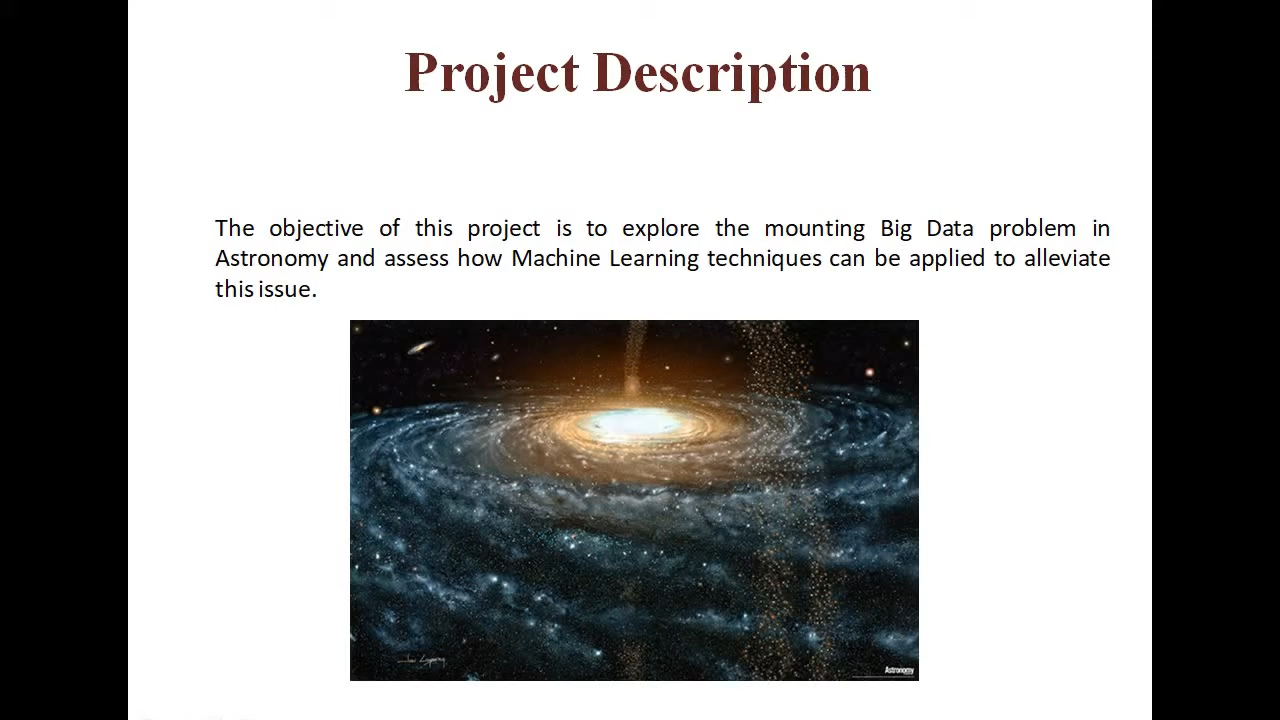 Project Description
The objective of this project is to explore the mounting Big Data problem in
Astronomy and assess how Machine Learning techniques can be applied to alleviate
this issue.
Astronomy